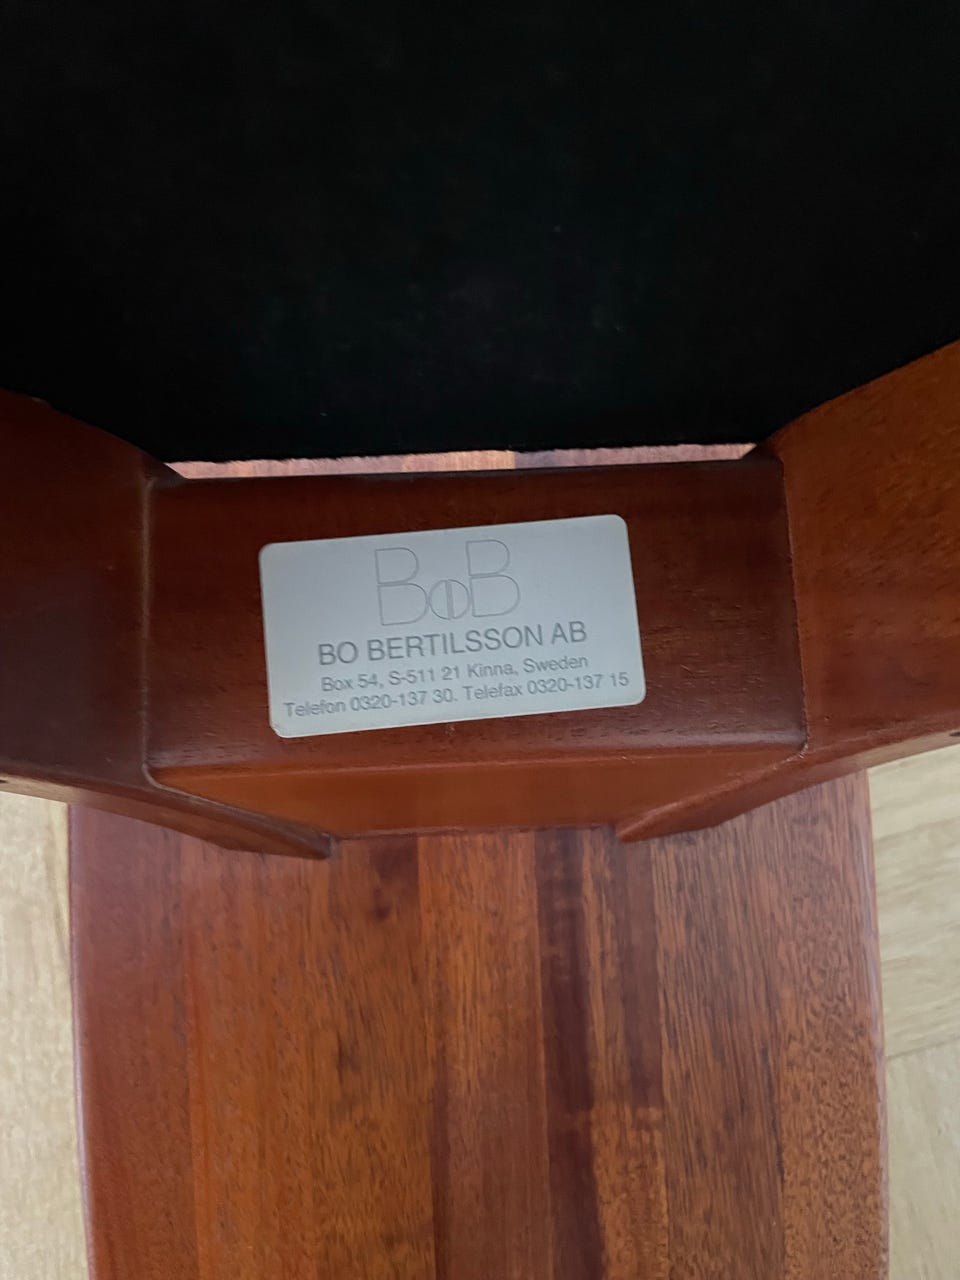 BoB
BO BERTILSSON AB
Box 54, S-511 21 Kinna, Sweden
Telefon 0320-137 30. Telefax 0320-137 15